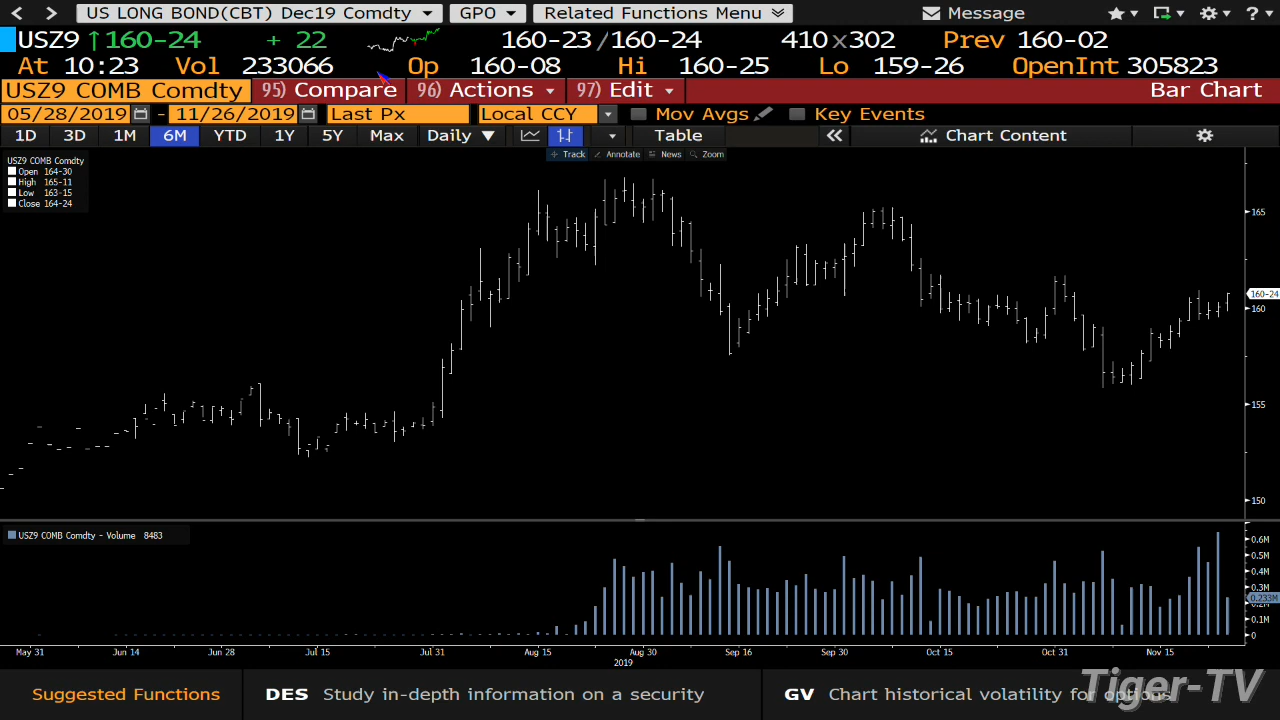 US LONG BOND(CBT) Dec19 Comdty GPO Related Functions Menu Message
USZ9 ↑160-24 + 22 160-23/160-24 410x302 Prev 160-02
At 10:23 Vol 233066 Op 160-08 Hi 160-25 Lo 159-26 OpenInt 305823
USZ9 COMB Comdty 95) Compare 96) Actions 97) Edit Bar Chart
05/28/2019 - 11/26/2019 Last Px Local CCY Mov Avgs Key Events
1D 3D 1M 6M YTD 1Y 5Y Max Daily ▼ Table « Chart Content
Track Annotate News Zoom
USZ9 COMB Comdty
Open 164-30
High 165-11
Low 163-15
Close 164-24
165
160-24
160
155
150
USZ9 COMB Comdty - Volume 8483
0.6M
0.5M
0.4M
0.3M
0.233M
0.2M
0.1M
0
May 31 Jun 14 Jun 28 Jul 15 Jul 31 Aug 15 Aug 30 Sep 16 Sep 30 Oct 15 Oct 31 Nov 15
2019
Suggested Functions DES Study in-depth information on a security GV Chart historical volatility for options
Tiger-TV